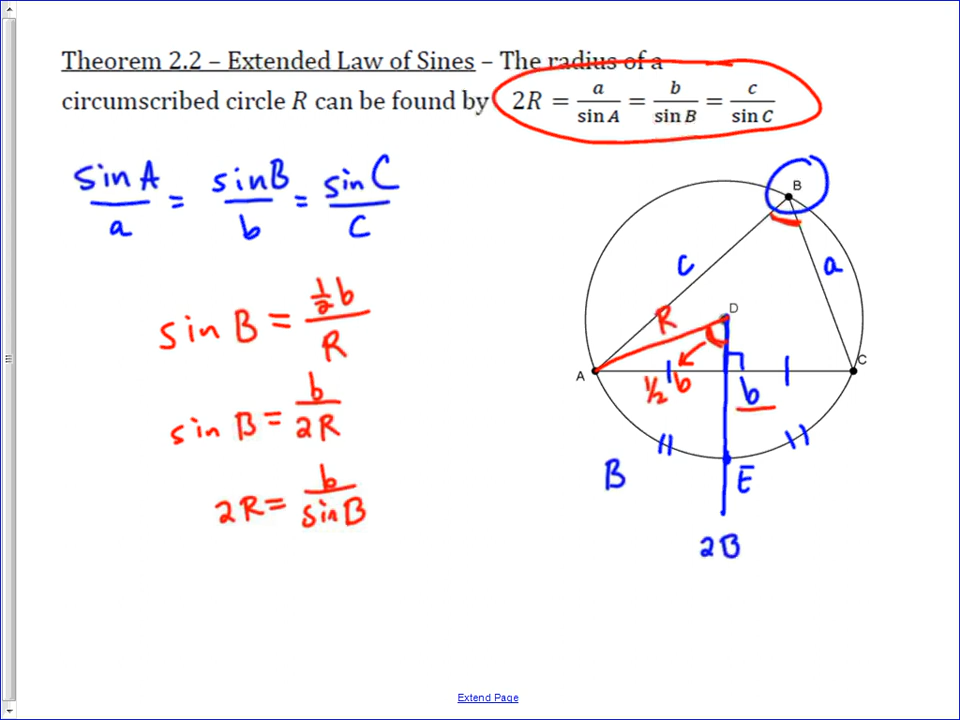 Theorem 2.2 – Extended Law of Sines – The radius of a
circumscribed circle R can be found by 2R = a/sin A = b/sin B = c/sin C
sin A/a = sin B/b = sin C/c
sin B = ½b/R
sin B = b/2R
2R = b/sin B
B
c
a
D
R
A
C
½b
b
B
E
2B
Extend Page